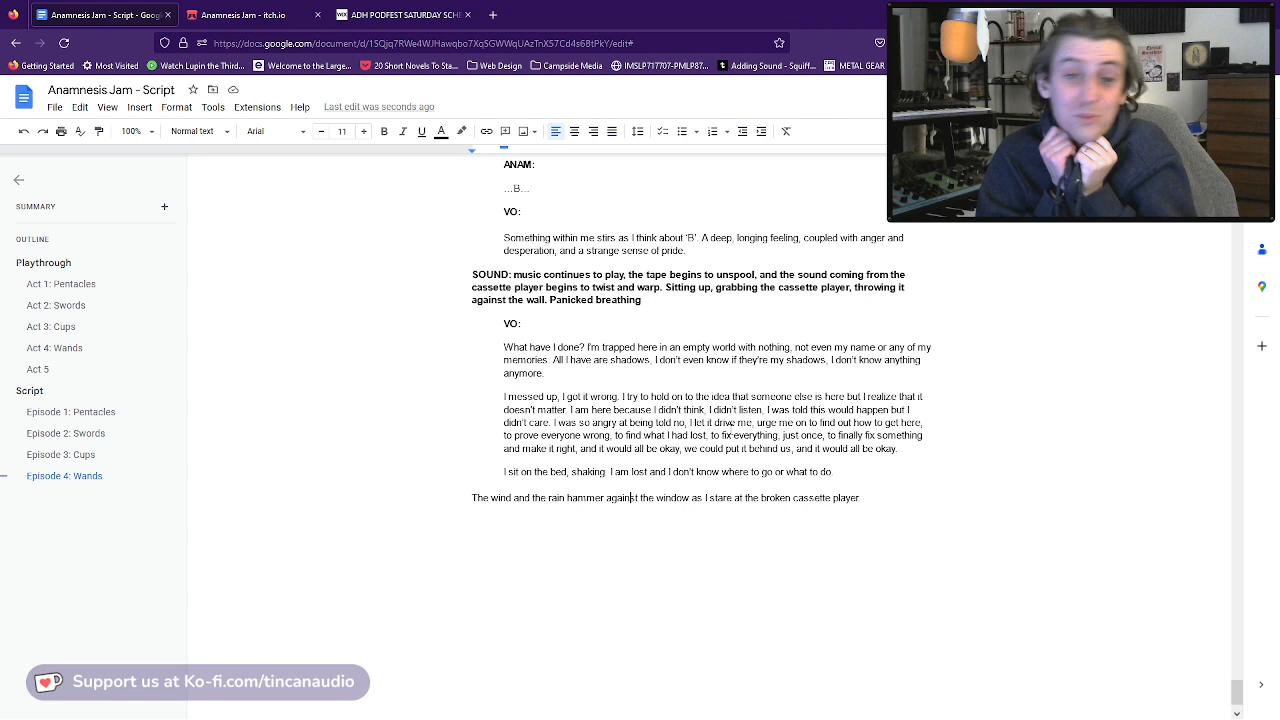 Anamnesis Jam - Script - Goog
Anamnesis Jam - itch.io
ADH PODFEST SATURDAY SCHE
https://docs.google.com/document/d/1SQjq7RWe4WJHawqbo7XqSGWWqUAzTnXS7Cd4s6BtPkY/edit#
Getting Started
Watch Lupin the Third...
Welcome to the Large...
20 Short Novels To S...
Web Design
Campside Media
IMSLP717707-PMLP87...
Adding Sound - Squiff...
METAL GEAR
Anamnesis Jam - Script
File Edit View Insert Format Tools Extensions Help
Last edit was seconds ago
100% Normal text Arial 11
SUMMARY
OUTLINE
Playthrough
Act 1: Pentacles
Act 2: Swords
Act 3: Cups
Act 4: Wands
Act 5
Script
Episode 1: Pentacles
Episode 2: Swords
Episode 3: Cups
Episode 4: Wands
ANAM:
…B…
VO:
Something within me stirs as I think about ‘B’. A deep, longing feeling, coupled with anger and
desperation, and a strange sense of pride.
SOUND: music continues to play, the tape begins to unspool, and the sound coming from the
cassette player begins to twist and warp. Sitting up, grabbing the cassette player, throwing it
against the wall. Panicked breathing
VO:
What have I done? I’m trapped here in an empty world with nothing, not even my name or any of my
memories. All I have are shadows, I don’t even know if they’re my shadows, I don’t know anything
anymore.
I messed up, I got it wrong. I try to hold on to the idea that someone else is here but I realize that it
doesn’t matter. I am here because I didn’t think, I didn’t listen, I was told this would happen but I
didn’t care. I was so angry at being told no, I let it drive me, urge me on to find out how to get here,
to prove everyone wrong, to find what I had lost, to fix everything, just once, to finally fix something
and make it right, and it would all be okay, we could put it behind us, and it would all be okay.
I sit on the bed, shaking. I am lost and I don’t know where to go or what to do.
The wind and the rain hammer against the window as I stare at the broken cassette player.
Support us at Ko-fi.com/tincanaudio